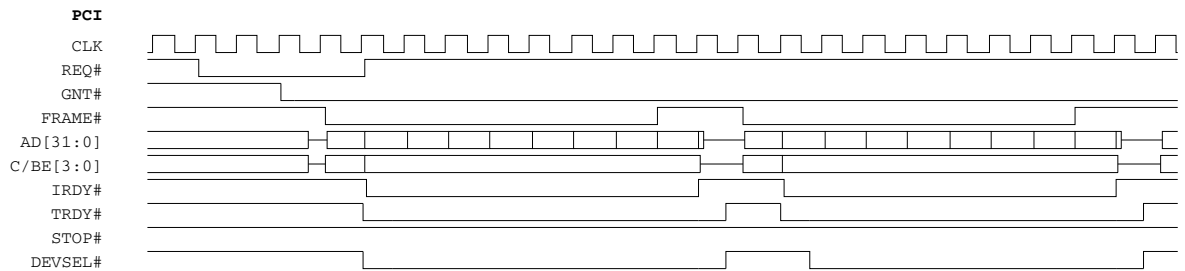 PCI
CLK
REQ#
GNT#
FRAME#
AD[31:0]
C/BE[3:0]
IRDY#
TRDY#
STOP#
DEVSEL#